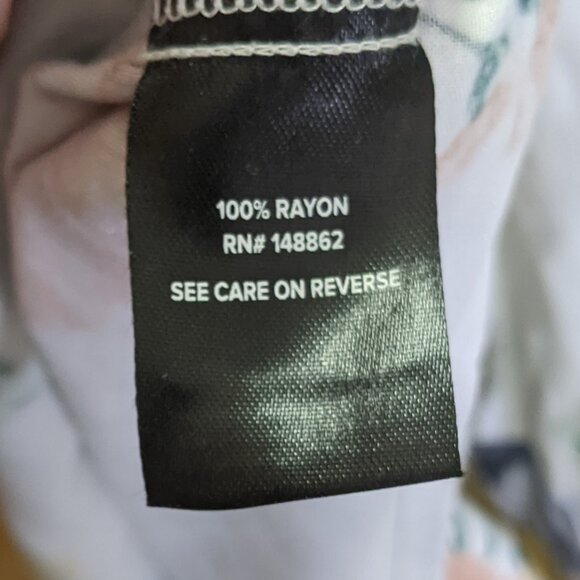 100% RAYON
RN# 148862
SEE CARE ON REVERSE